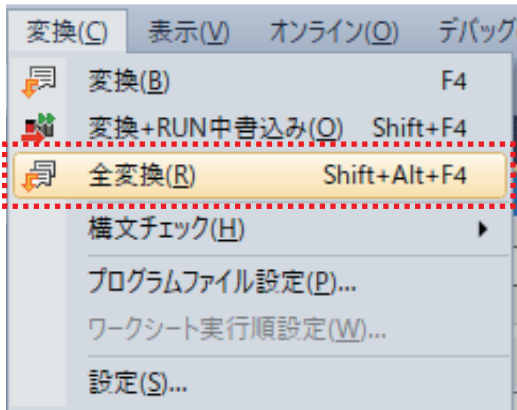 変換(C) 表示(V) オンライン(O) デバッグ
変換(B) F4
変換+RUN中書込み(O) Shift+F4
全変換(R) Shift+Alt+F4
構文チェック(H)
プログラムファイル設定(P)...
ワークシート実行順設定(W)...
設定(S)...